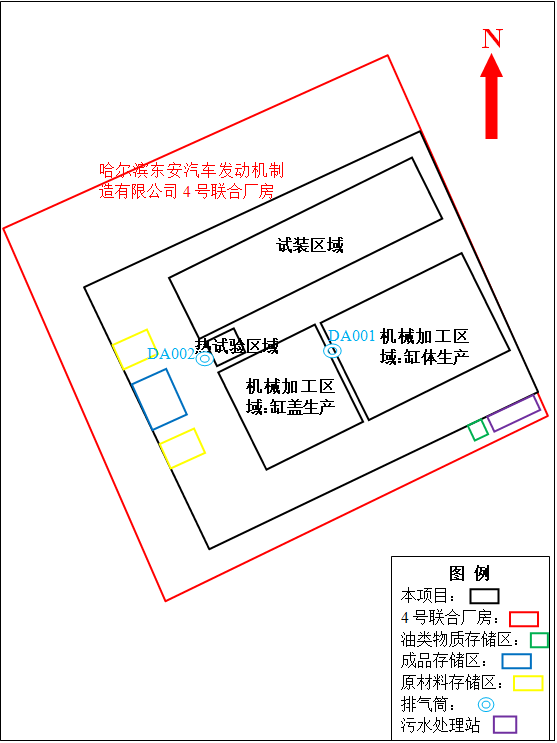 N
哈尔滨东安汽车发动机制
造有限公司 4 号联合厂房
试装区域
热试验区域
DA002
DA001
机械加工区
域:缸体生产
机械加工区
域:缸盖生产
图 例
本项目：
4 号联合厂房：
油类物质存储区：
成品存储区：
原材料存储区：
排气筒：
污水处理站